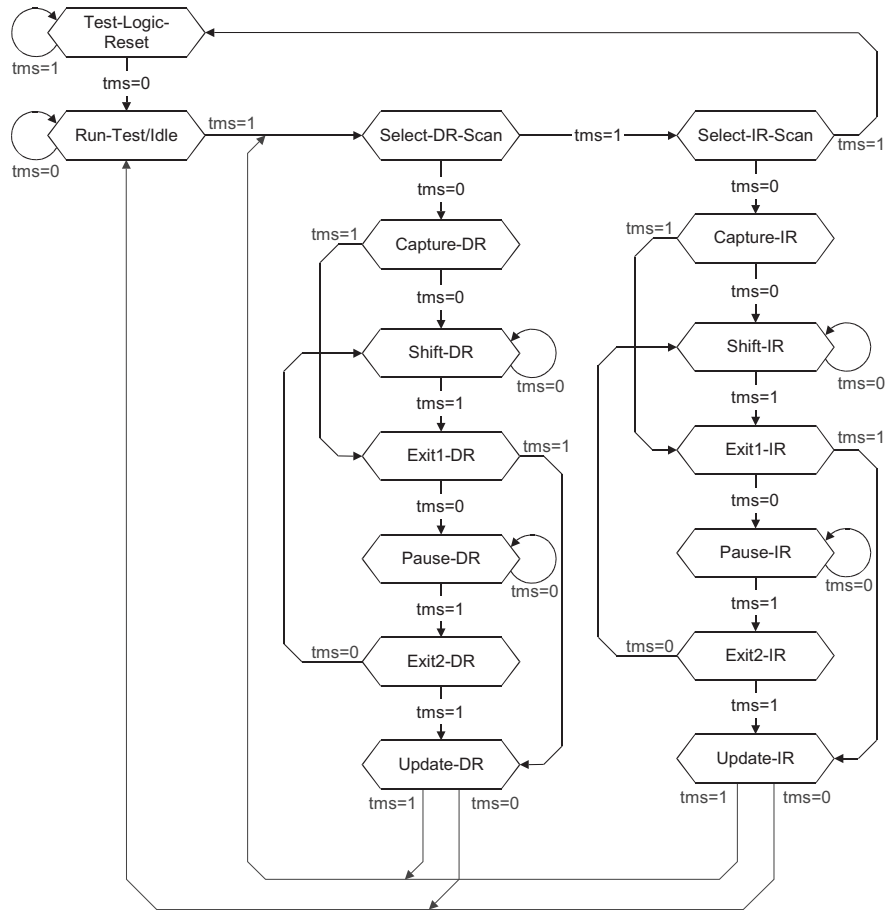 Test-Logic-
Reset
tms=1
tms=0
Run-Test/Idle
tms=1
Select-DR-Scan
tms=1
Select-IR-Scan
tms=1
tms=0
tms=0
tms=0
tms=1
Capture-DR
tms=1
Capture-IR
tms=0
tms=0
Shift-DR
tms=0
Shift-IR
tms=0
tms=1
tms=1
Exit1-DR
tms=1
Exit1-IR
tms=1
tms=0
tms=0
Pause-DR
tms=0
Pause-IR
tms=0
tms=1
tms=1
tms=0
Exit2-DR
tms=0
Exit2-IR
tms=1
tms=1
Update-DR
Update-IR
tms=1
tms=0
tms=1
tms=0